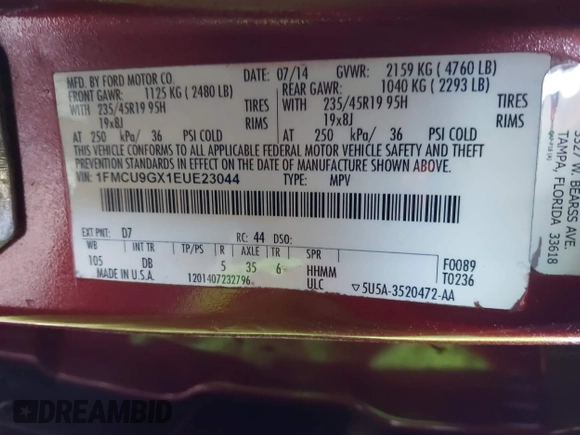 MFD. BY FORD MOTOR CO. 07/14 GVWR: 2159 KG ( 4760 LB)
FRONT GAWR: 1125 KG ( 2480 LB) REAR GAWR: 1040 KG ( 2293 LB)
WITH 235/45R19 95H TIRES WITH 235/45R19 95H TIRES
19x8J RIMS 19x8J RIMS
AT 250 kPa/ 36 PSI COLD AT 250 kPa/ 36 PSI COLD
THIS VEHICLE CONFORMS TO ALL APPLICABLE FEDERAL MOTOR VEHICLE SAFETY AND THEFT
PREVENTION STANDARDS IN EFFECT ON THE DATE OF MANUFACTURE SHOWN ABOVE.
VIN: 1FMCU9GX1EUE23044 TYPE: MPV
EXT PNT: D7 RC: 44 DSO:
WB INT TR TP/PS R AXLE TR SPR F0089
105 DB 5 35 6 HHMM T0236
MADE IN U.S.A. 1201407232796 ULC ▽5U5A-3520472-AA
W. BEARSS AVE.
TAMPA, FLORIDA 33618
DREAMBID